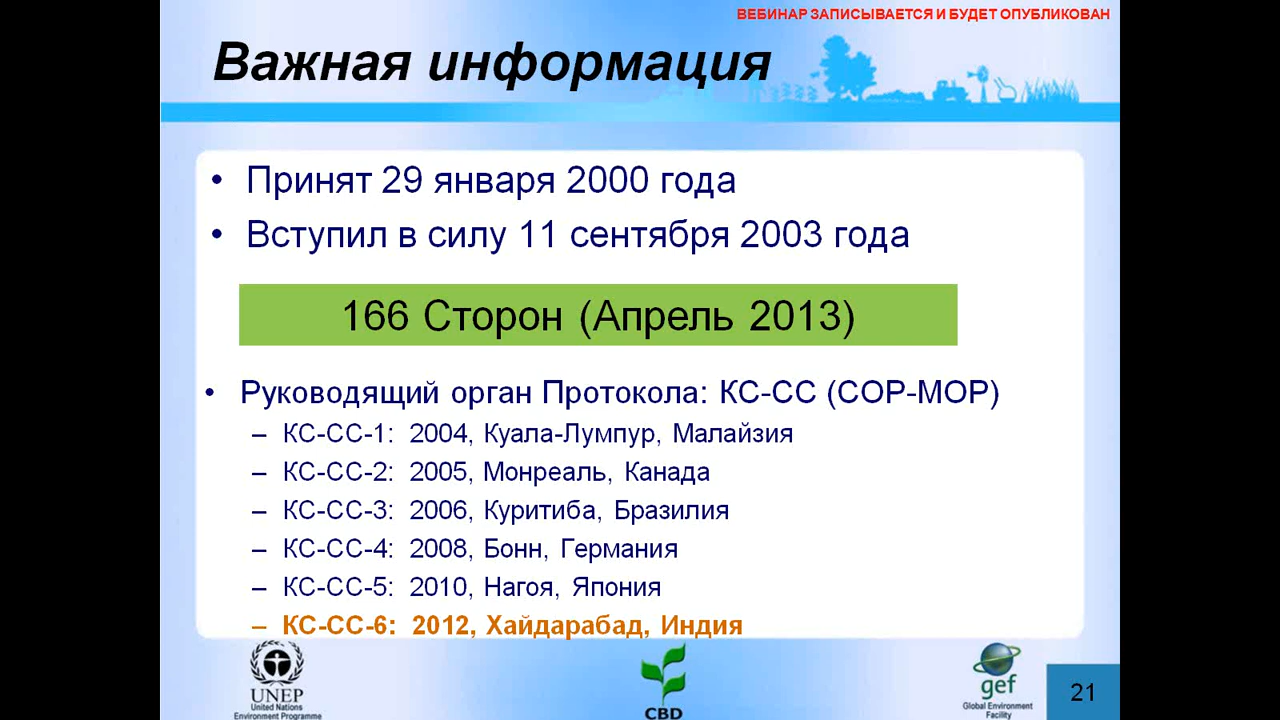 ВЕБИНАР ЗАПИСЫВАЕТСЯ И БУДЕТ ОПУБЛИКОВАН
Важная информация
• Принят 29 января 2000 года
• Вступил в силу 11 сентября 2003 года
166 Сторон (Апрель 2013)
• Руководящий орган Протокола: КС-СС (COP-MOP)
– КС-СС-1: 2004, Куала-Лумпур, Малайзия
– КС-СС-2: 2005, Монреаль, Канада
– КС-СС-3: 2006, Куритиба, Бразилия
– КС-СС-4: 2008, Бонн, Германия
– КС-СС-5: 2010, Нагоя, Япония
– КС-СС-6: 2012, Хайдарабад, Индия
UNEP
United Nations
Environment Programme
CBD
gef
Global Environment
Facility
21